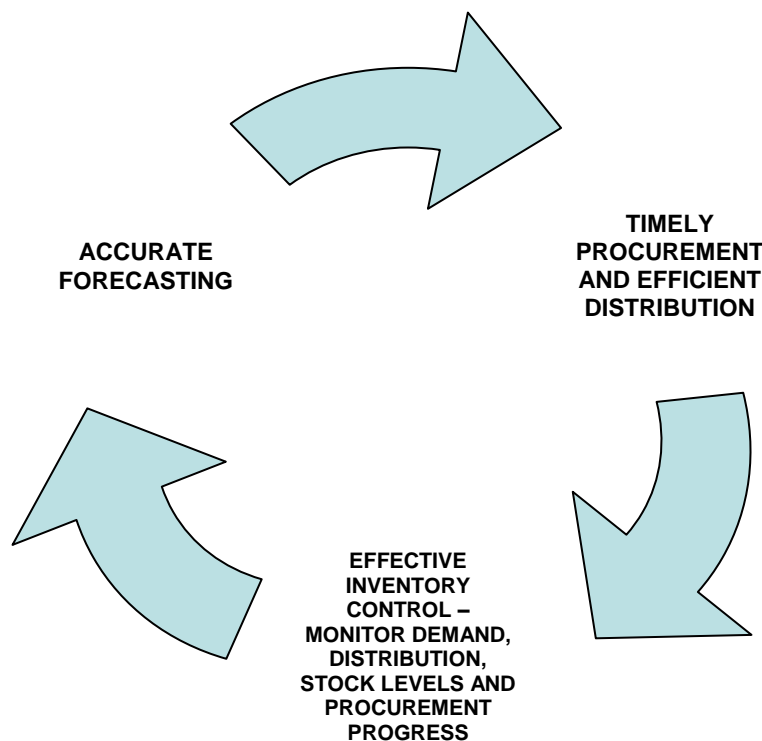 ACCURATE
FORECASTING
TIMELY
PROCUREMENT
AND EFFICIENT
DISTRIBUTION
EFFECTIVE
INVENTORY
CONTROL –
MONITOR DEMAND,
DISTRIBUTION,
STOCK LEVELS AND
PROCUREMENT
PROGRESS